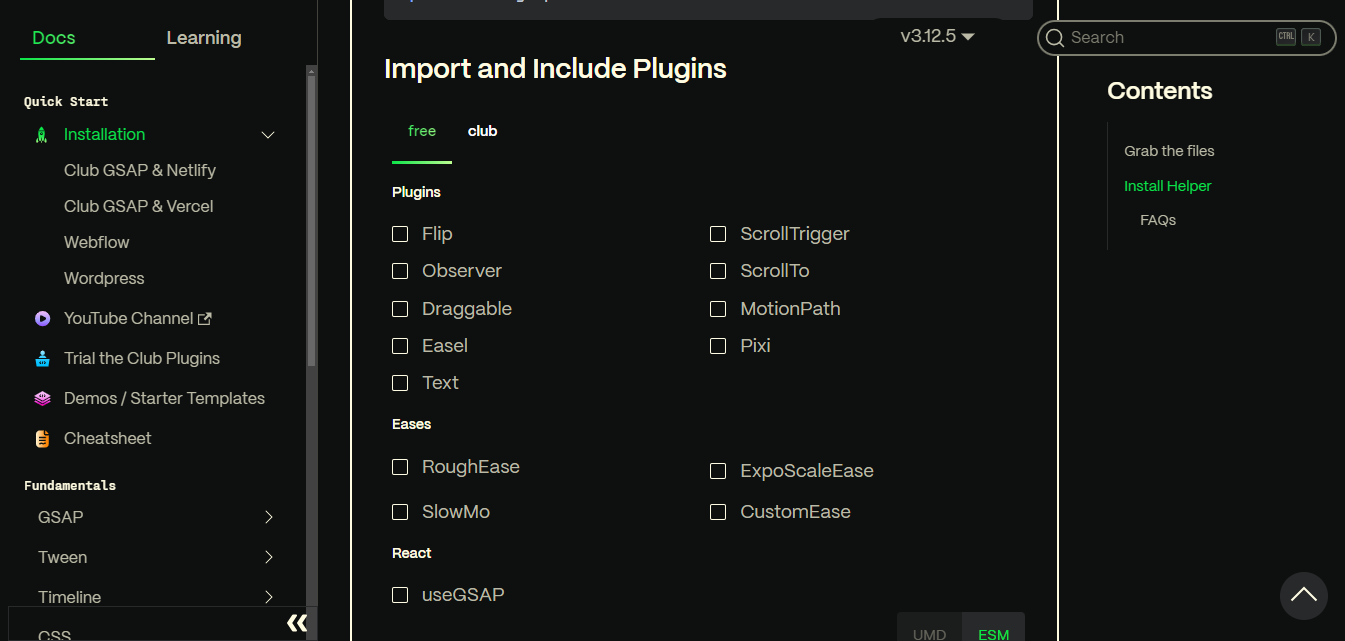 Docs
Learning
Quick Start
Installation
Club GSAP & Netlify
Club GSAP & Vercel
Webflow
Wordpress
YouTube Channel
Trial the Club Plugins
Demos / Starter Templates
Cheatsheet
Fundamentals
GSAP
Tween
Timeline
CSS
v3.12.5
Import and Include Plugins
free
club
Plugins
Flip
ScrollTrigger
Observer
ScrollTo
Draggable
MotionPath
Easel
Pixi
Text
Eases
RoughEase
ExpoScaleEase
SlowMo
CustomEase
React
useGSAP
UMD
ESM
Search
CTRL
K
Contents
Grab the files
Install Helper
FAQs